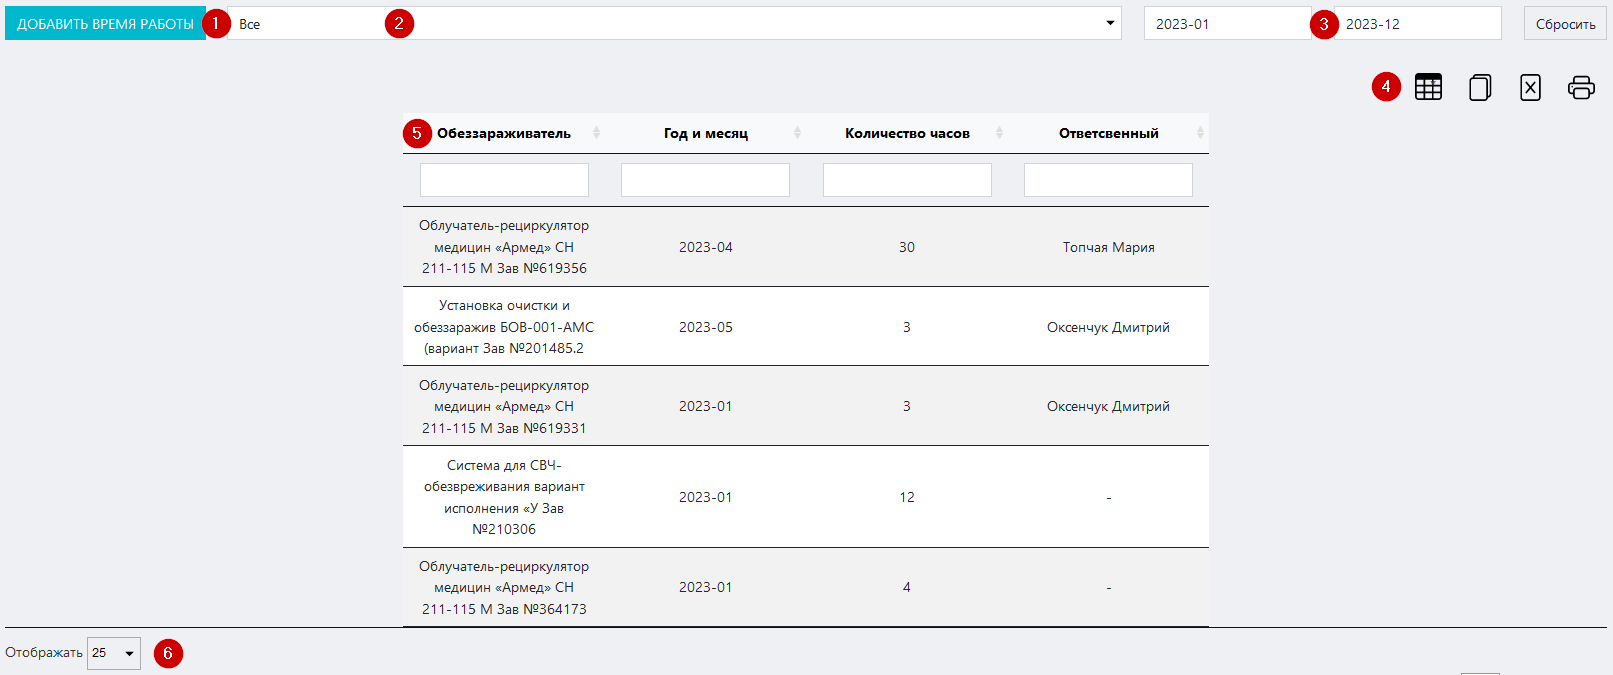 ДОБАВИТЬ ВРЕМЯ РАБОТЫ 1 Все 2 2023-01 3 2023-12 Сбросить
4
5 Обеззараживатель Год и месяц Количество часов Ответсвенный
Облучатель-рециркулятор
медицин «Армед» СН
211-115 М Зав №619356
2023-04 30 Топчая Мария
Установка очистки и
обеззаражив БОВ-001-АМС
(вариант Зав №201485.2
2023-05 3 Оксенчук Дмитрий
Облучатель-рециркулятор
медицин «Армед» СН
211-115 М Зав №619331
2023-01 3 Оксенчук Дмитрий
Система для СВЧ-
обезвреживания вариант
исполнения «У Зав
№210306
2023-01 12 -
Облучатель-рециркулятор
медицин «Армед» СН
211-115 М Зав №364173
2023-01 4 -
Отображать 25 6